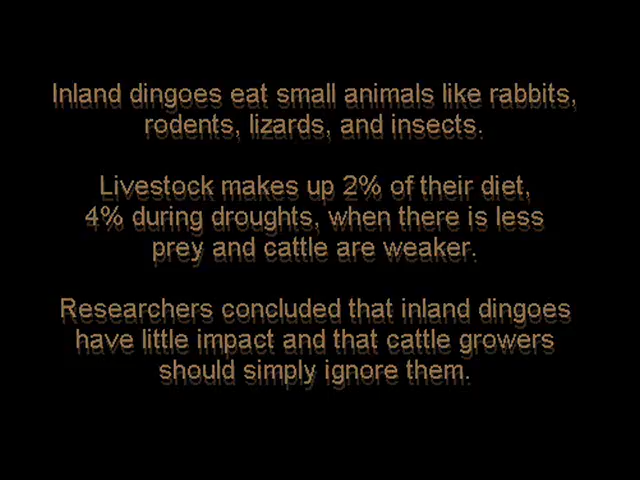 Inland dingoes eat small animals like rabbits,
rodents, lizards, and insects.
Livestock makes up 2% of their diet,
4% during droughts, when there is less
prey and cattle are weaker.
Researchers concluded that inland dingoes
have little impact and that cattle growers
should simply ignore them.